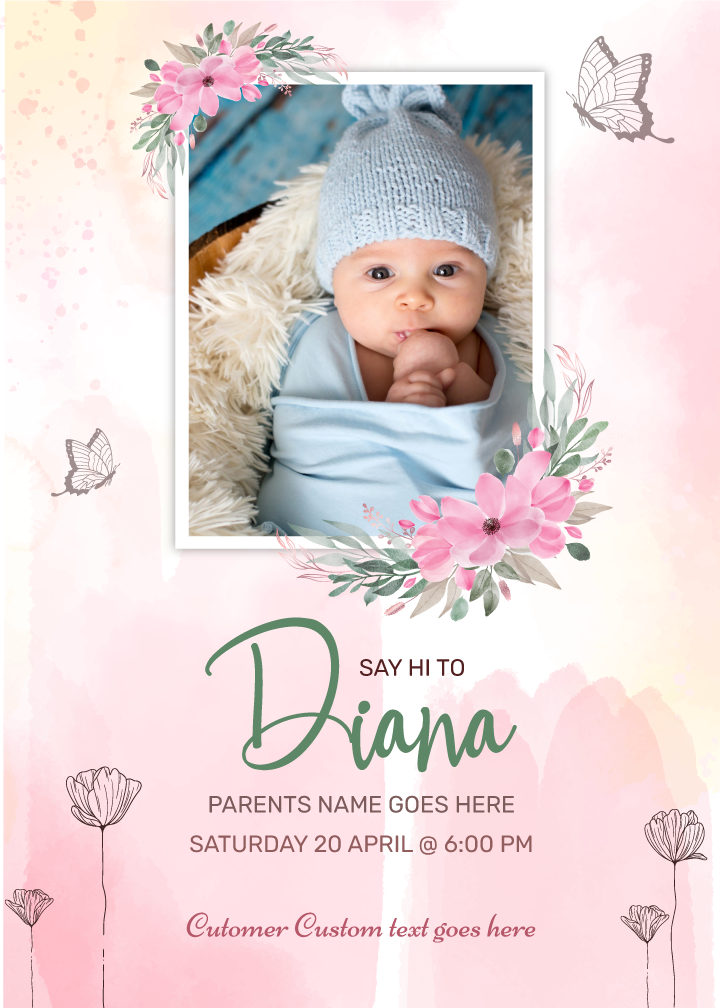 SAY HI TO
Diana
PARENTS NAME GOES HERE
SATURDAY 20 APRIL @ 6:00 PM
Cutomer Custom text goes here